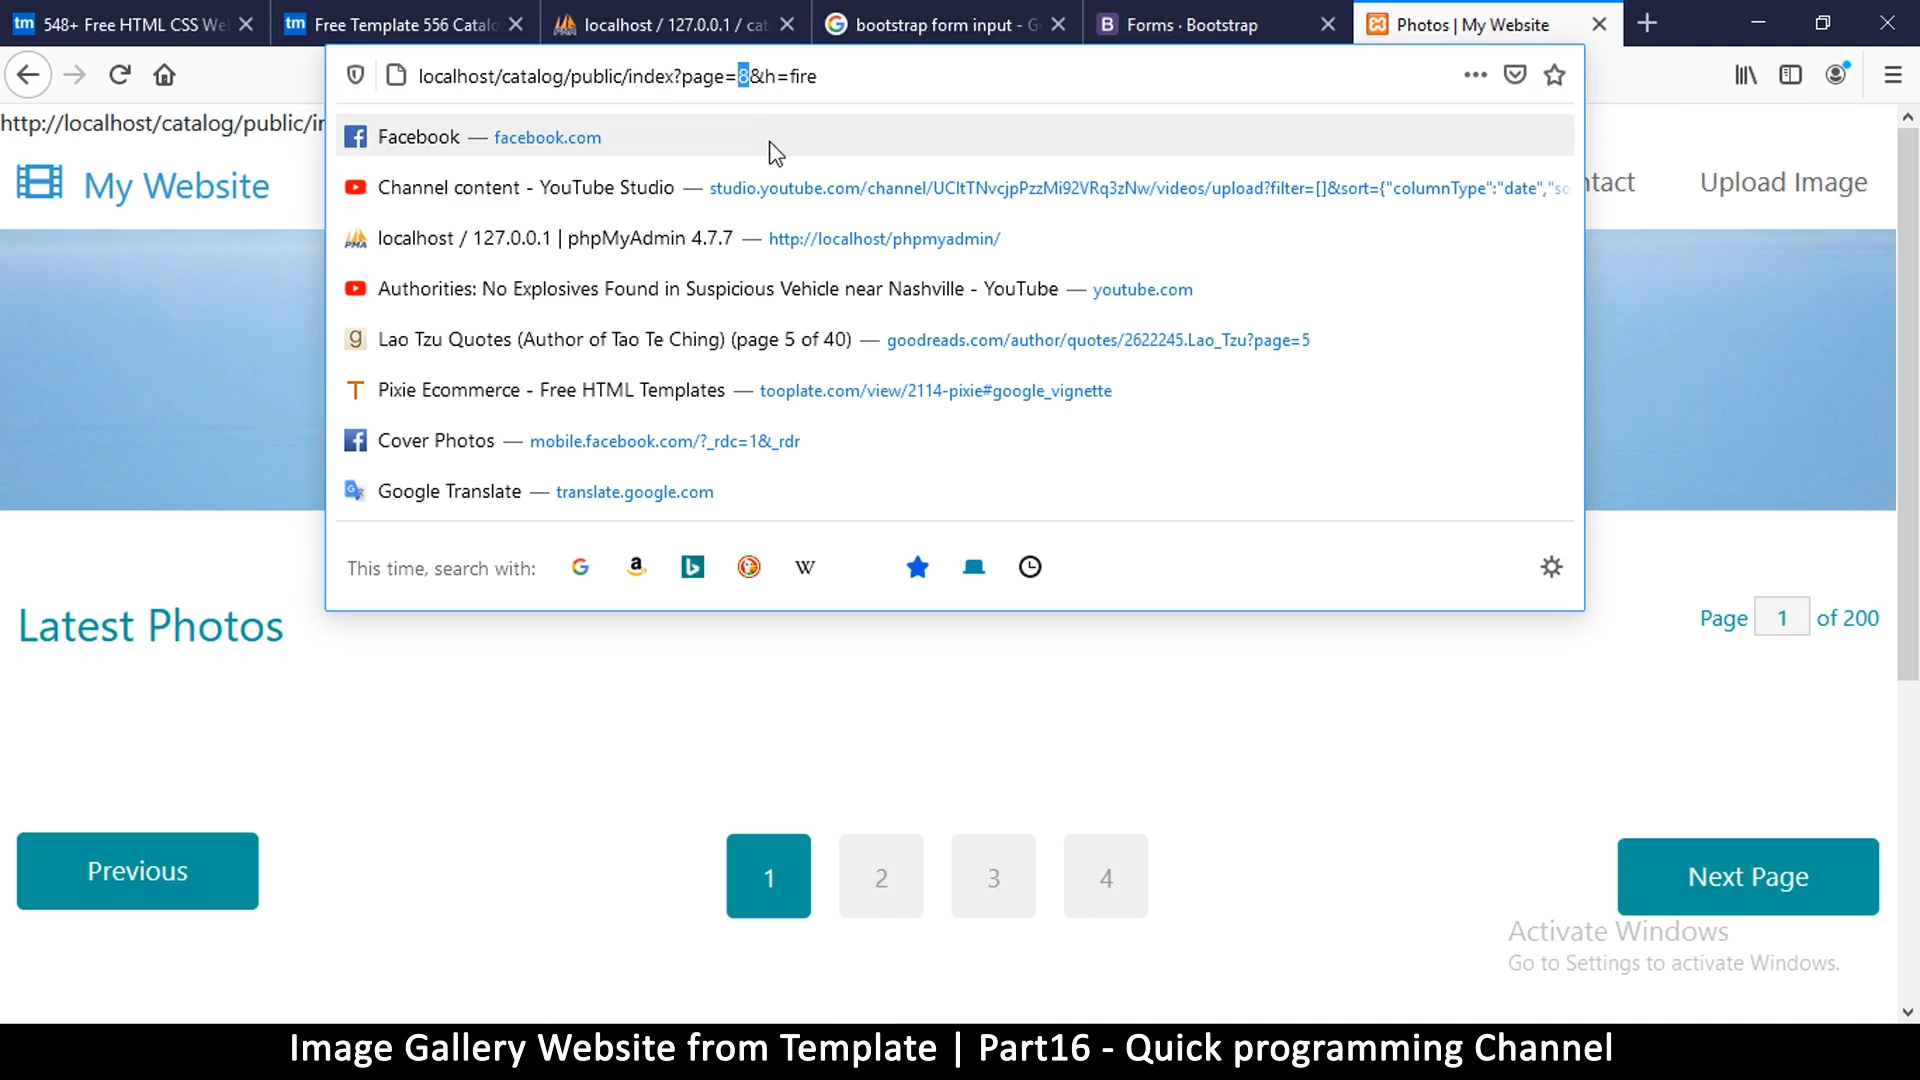 548+ Free HTML CSS We
Free Template 556 Catalo
localhost / 127.0.0.1 / cat
bootstrap form input - G
Forms · Bootstrap
Photos | My Website
localhost/catalog/public/index?page=8&h=fire
http://localhost/catalog/public/in
Facebook — facebook.com
My Website
Channel content - YouTube Studio — studio.youtube.com/channel/UCItTNvcjpPzzMi92VRq3zNw/videos/upload?filter=[]&sort={"columnType":"date","so
ntact
Upload Image
localhost / 127.0.0.1 | phpMyAdmin 4.7.7 — http://localhost/phpmyadmin/
Authorities: No Explosives Found in Suspicious Vehicle near Nashville - YouTube — youtube.com
Lao Tzu Quotes (Author of Tao Te Ching) (page 5 of 40) — goodreads.com/author/quotes/2622245.Lao_Tzu?page=5
Pixie Ecommerce - Free HTML Templates — tooplate.com/view/2114-pixie#google_vignette
Cover Photos — mobile.facebook.com/?_rdc=1&_rdr
Google Translate — translate.google.com
This time, search with:
Latest Photos
Page 1 of 200
Previous
1 2 3 4
Next Page
Activate Windows
Go to Settings to activate Windows.
Image Gallery Website from Template | Part16 - Quick programming Channel